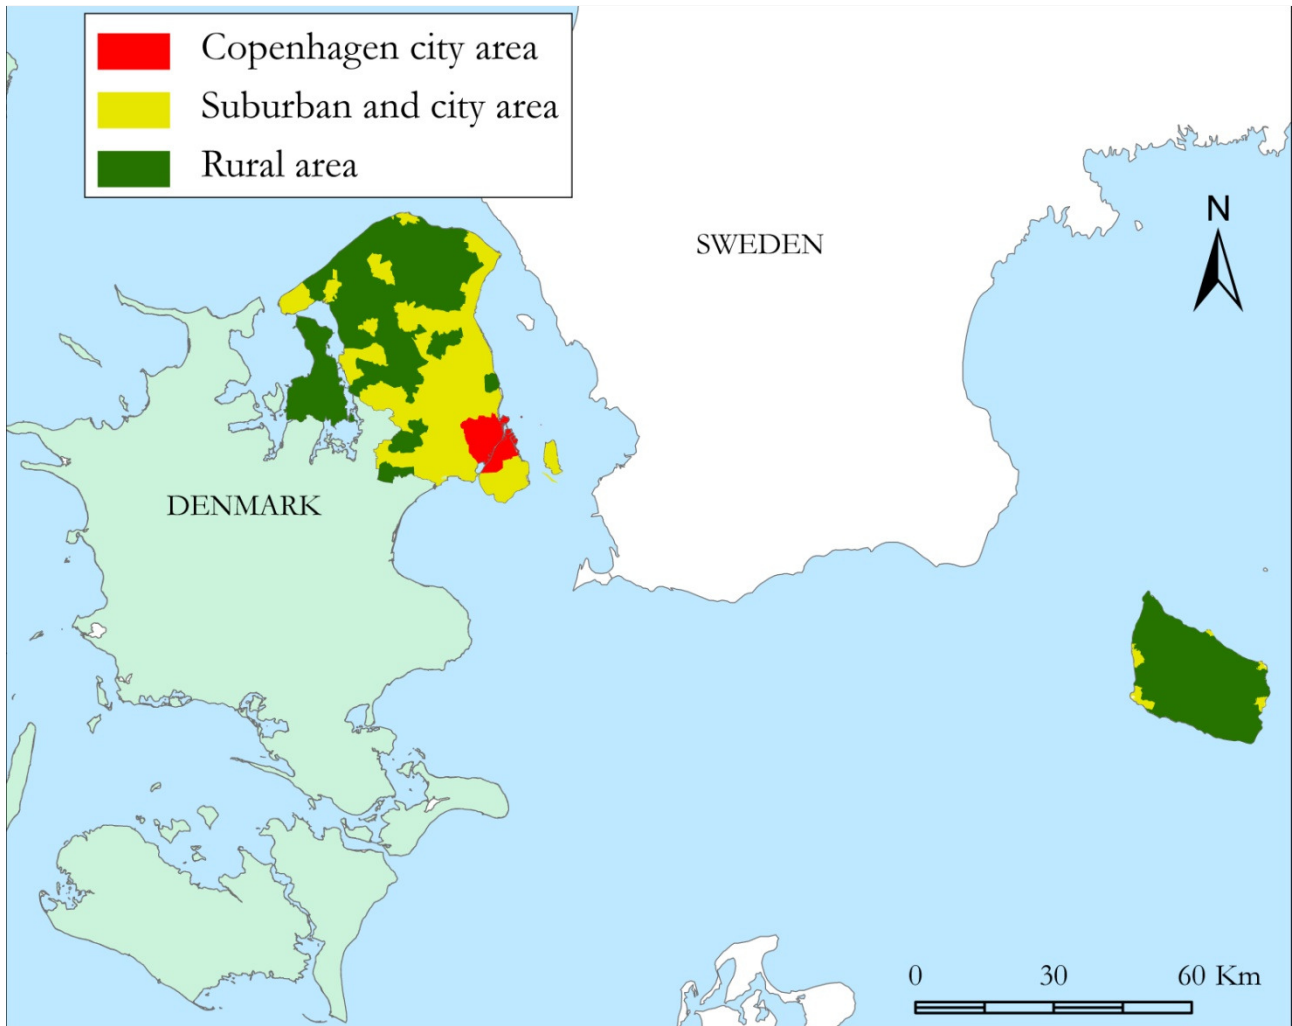 Copenhagen city area
Suburban and city area
Rural area
N
SWEDEN
DENMARK
0 30 60 Km